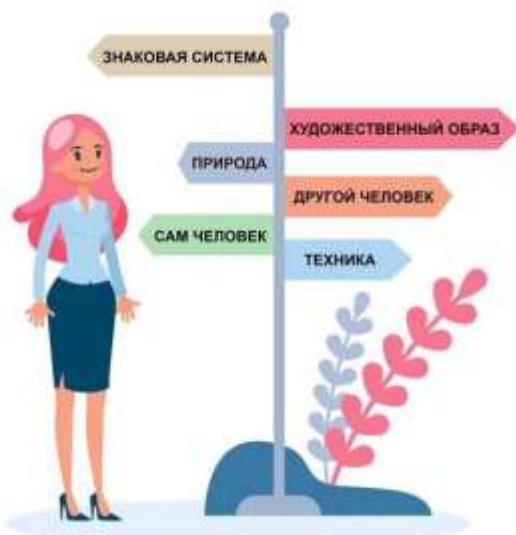 ЗНАКОВАЯ СИСТЕМА
ХУДОЖЕСТВЕННЫЙ ОБРАЗ
ПРИРОДА
ДРУГОЙ ЧЕЛОВЕК
САМ ЧЕЛОВЕК
ТЕХНИКА